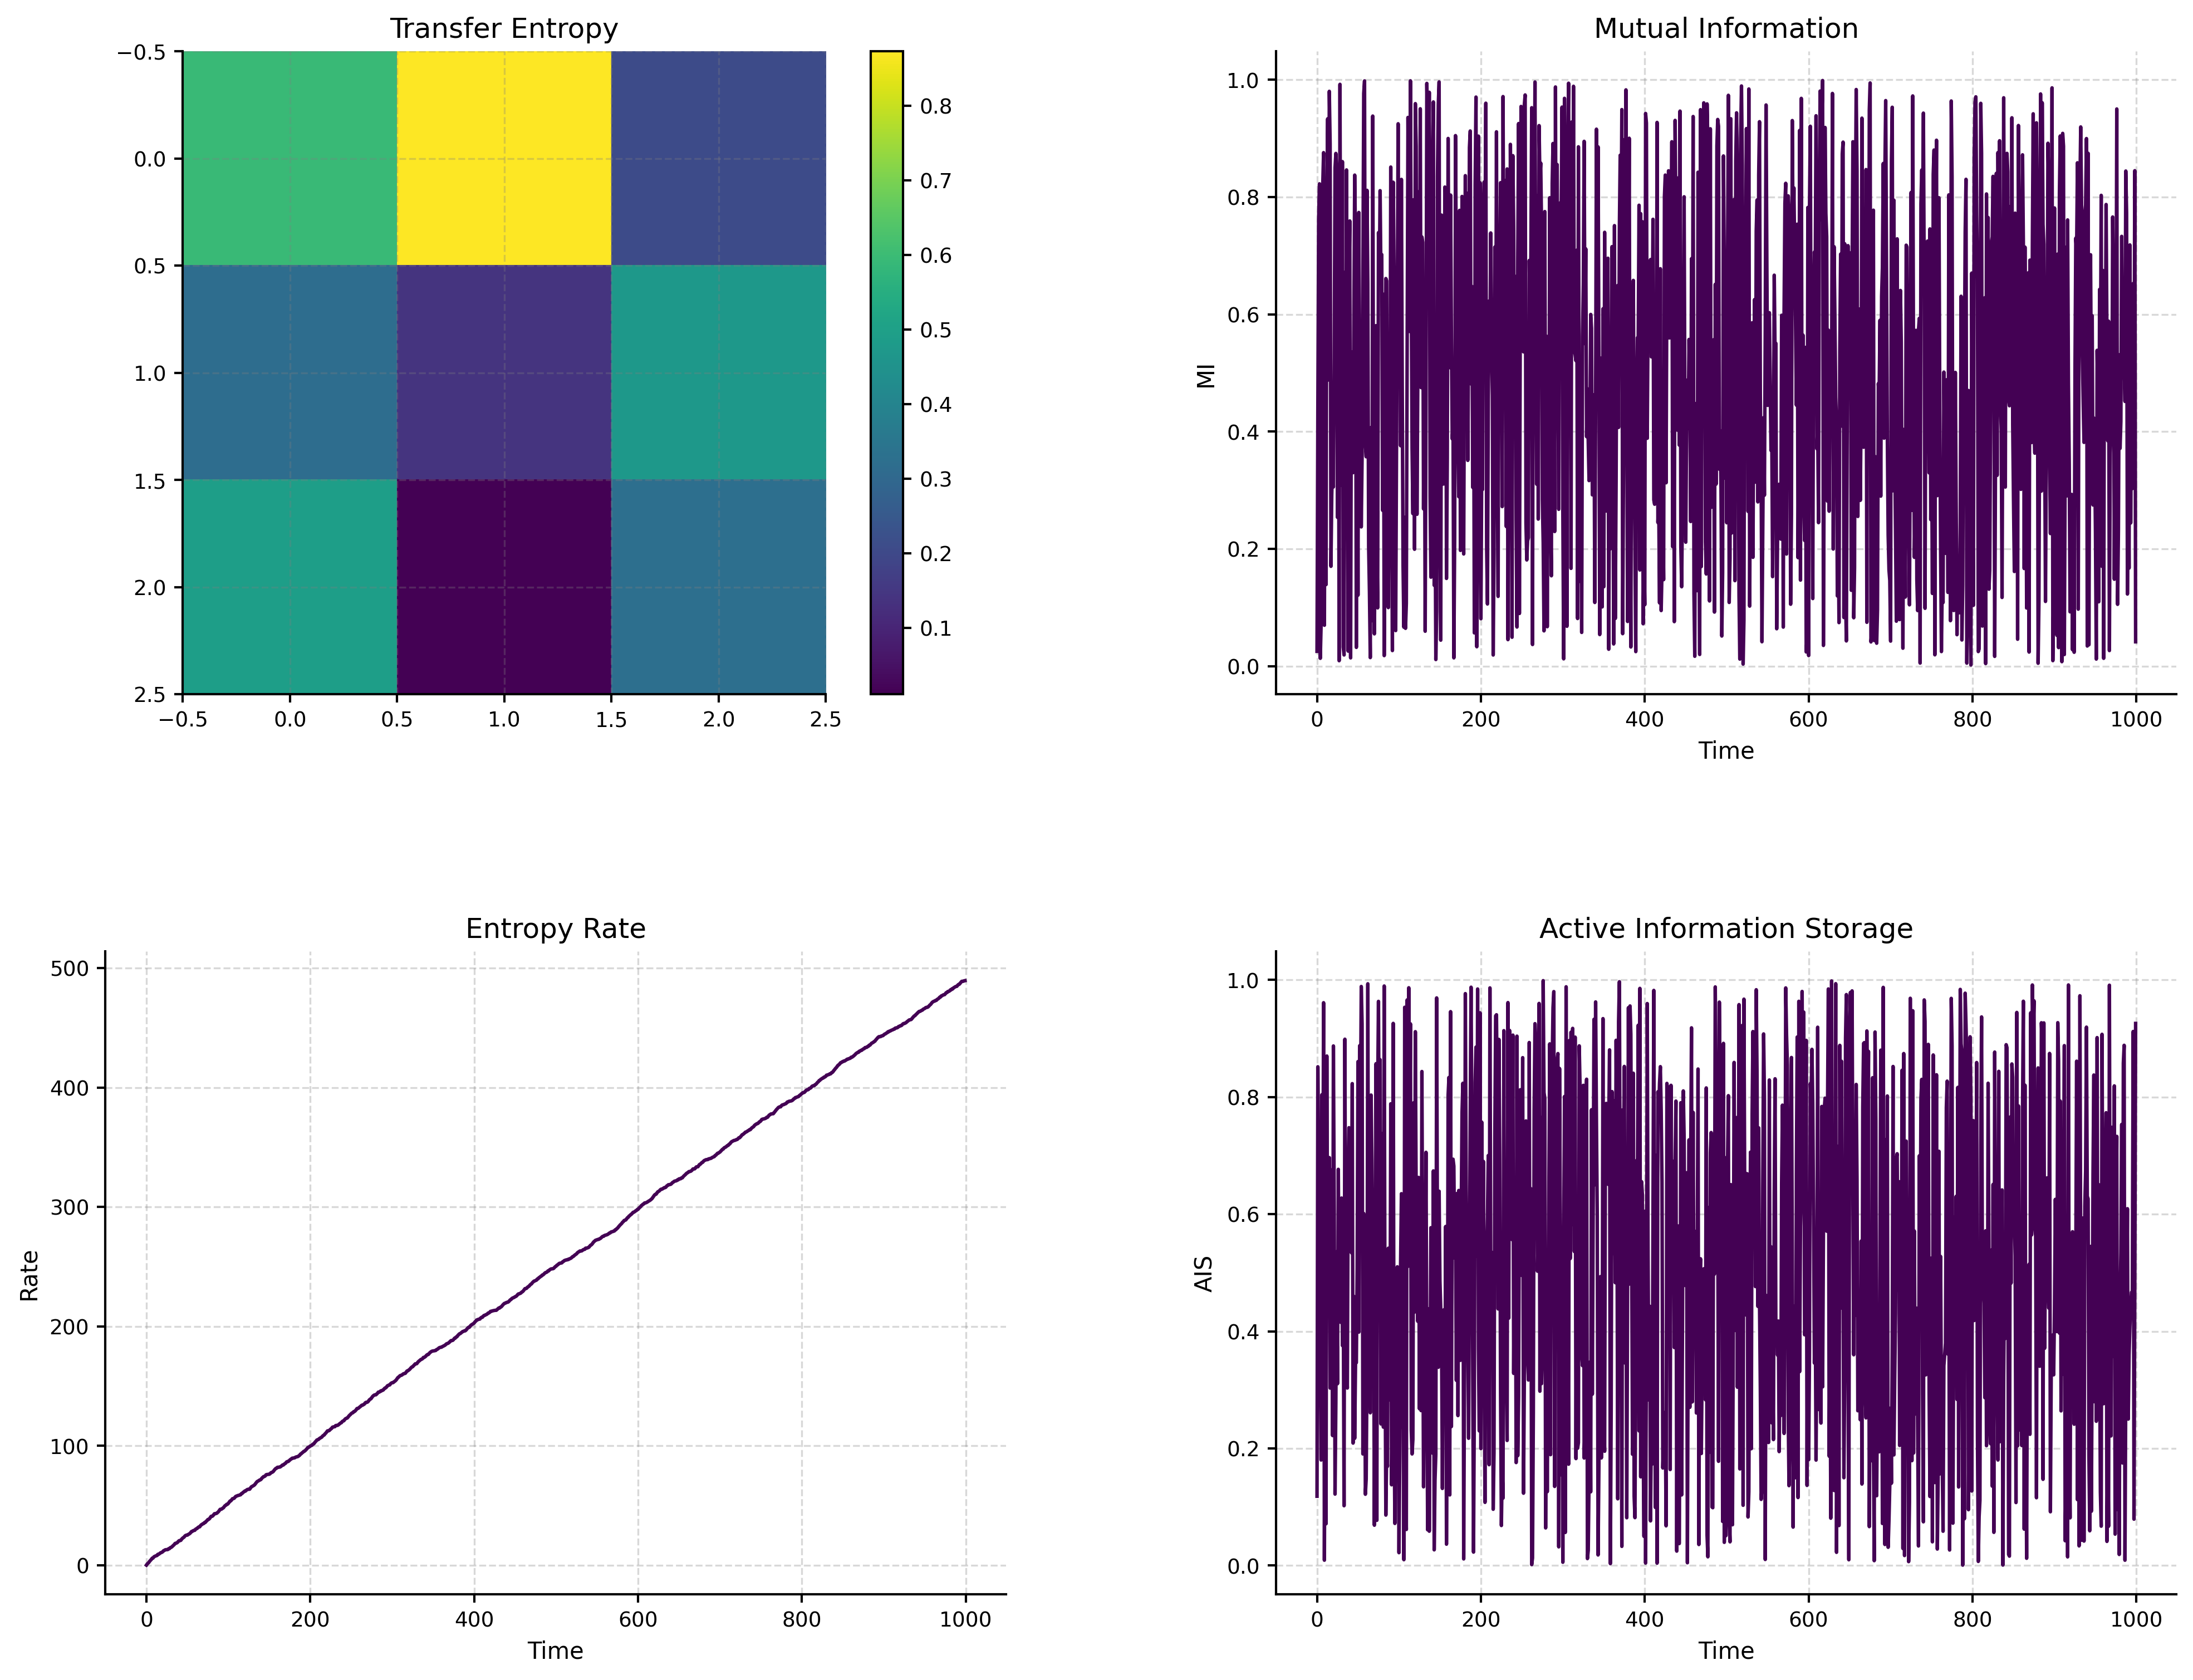 Transfer Entropy
−0.5
0.0
0.5
1.0
1.5
2.0
2.5
−0.5 0.0 0.5 1.0 1.5 2.0 2.5
0.8
0.7
0.6
0.5
0.4
0.3
0.2
0.1
Mutual Information
MI
1.0
0.8
0.6
0.4
0.2
0.0
0 200 400 600 800 1000
Time
Entropy Rate
Rate
500
400
300
200
100
0
0 200 400 600 800 1000
Time
Active Information Storage
AIS
1.0
0.8
0.6
0.4
0.2
0.0
0 200 400 600 800 1000
Time